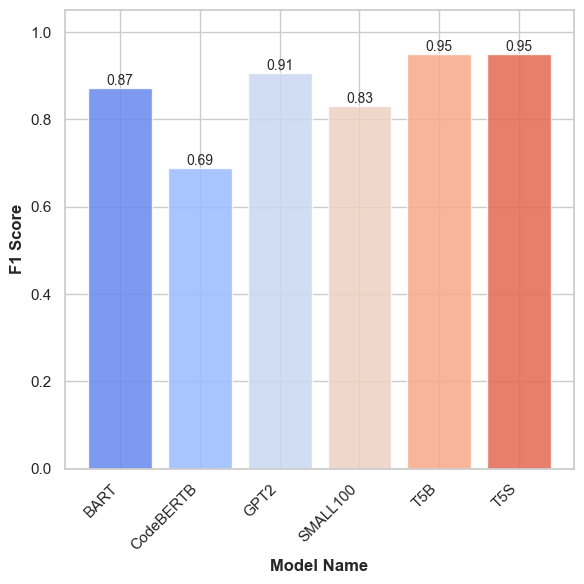 1.0
0.8
0.6
0.4
0.2
0.0
F1 Score
0.87
0.69
0.91
0.83
0.95
0.95
BART
CodeBERTB
GPT2
SMALL100
T5B
T5S
Model Name